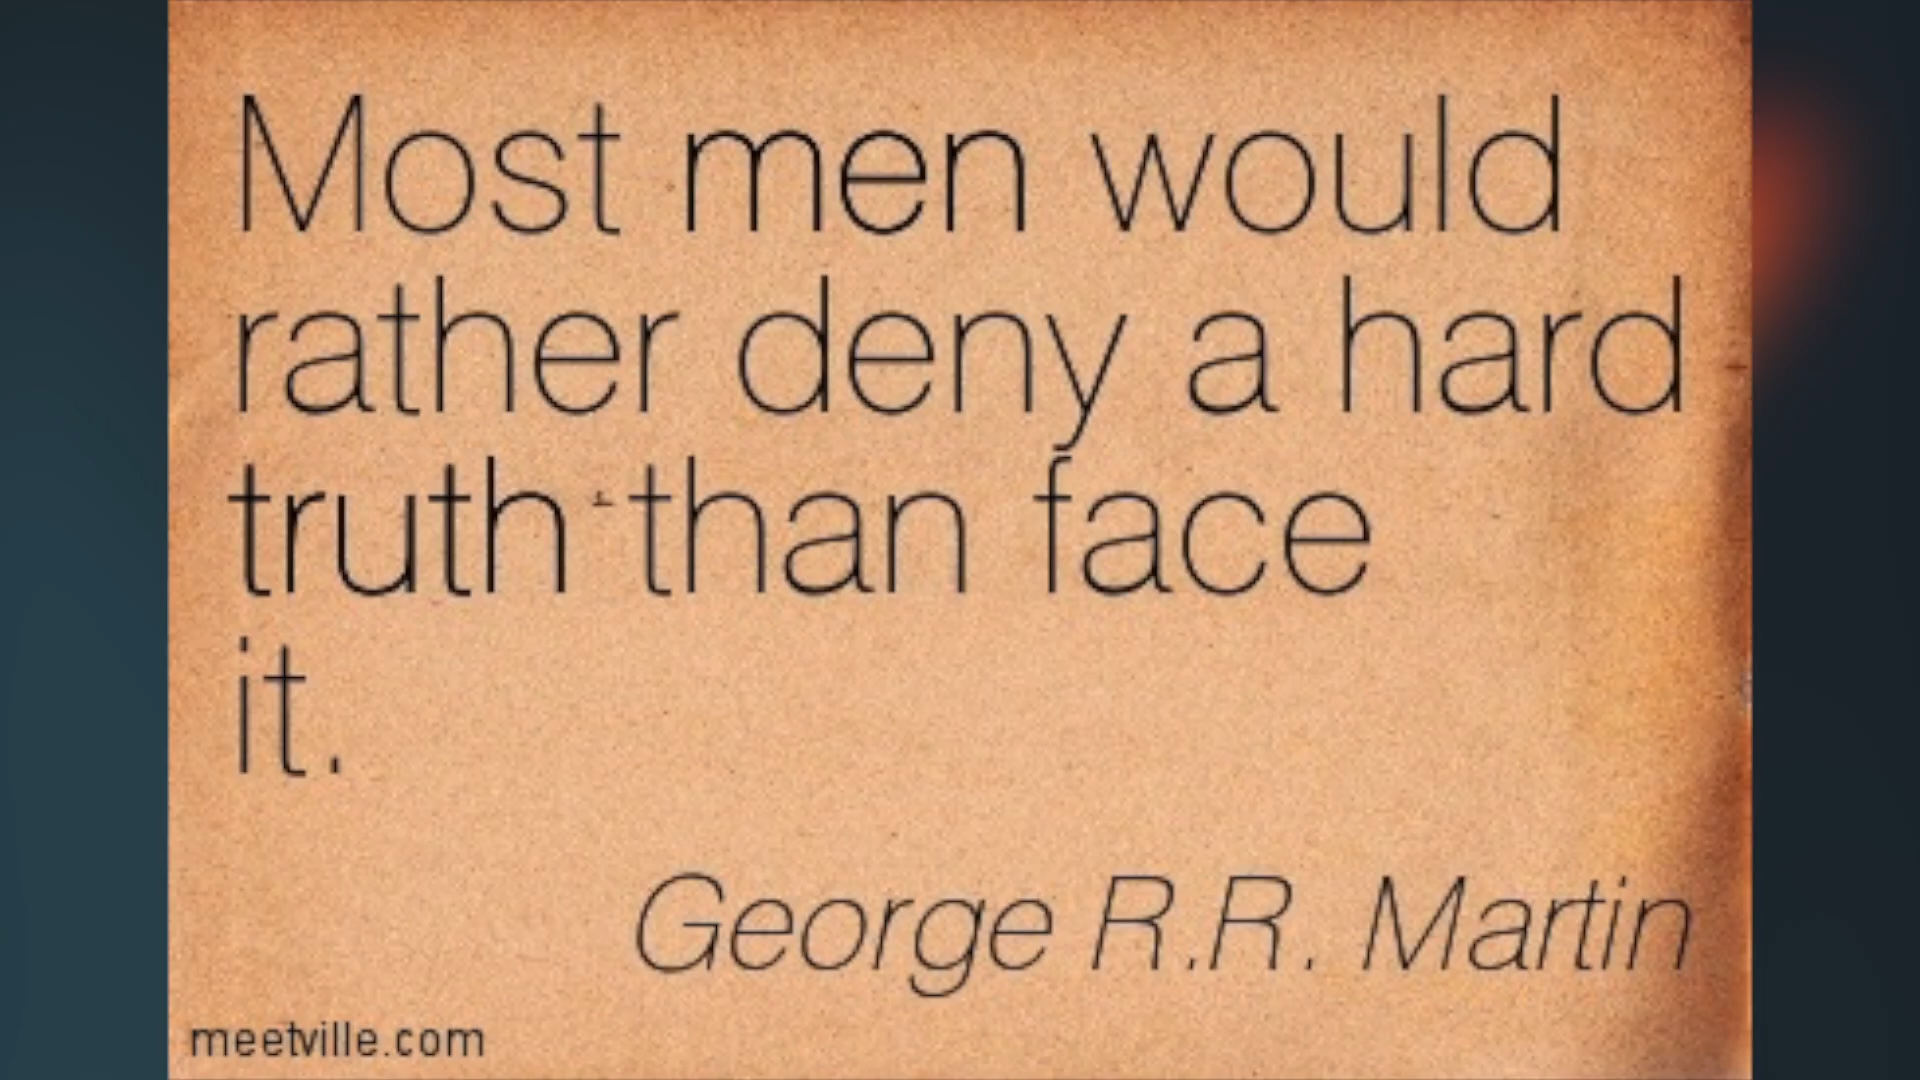 Most men would
rather deny a hard
truth than face
it.
George R.R. Martin
meetville.com